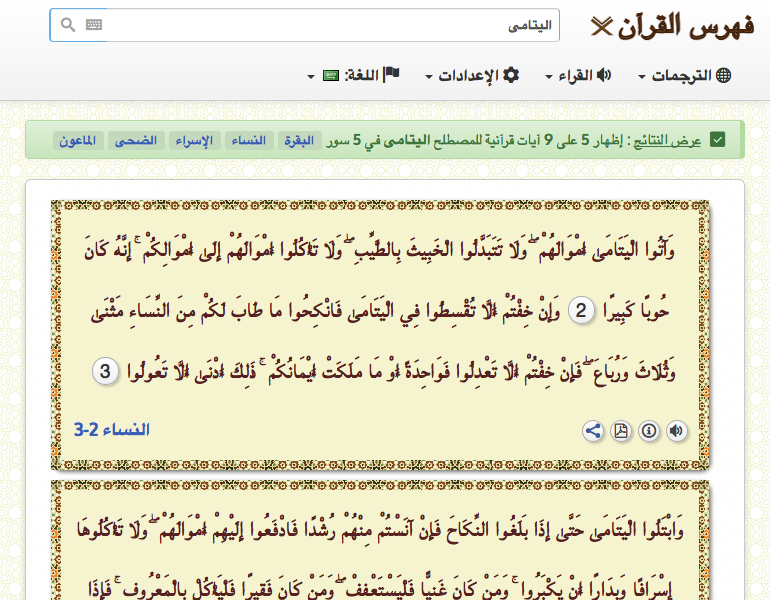 فهرس القرآن
اليتامى
الترجمات
القراء
الإعدادات
اللغة:
عرض النتائج : إظهار 5 على 9 آيات قرآنية للمصطلح اليتامى في 5 سور البقرة النساء الإسراء الضحى الماعون
وَآتُوا الْيَتَامَىٰ أَمْوَالَهُمْ ۖ وَلَا تَتَبَدَّلُوا الْخَبِيثَ بِالطَّيِّبِ ۖ وَلَا تَأْكُلُوا أَمْوَالَهُمْ إِلَىٰ أَمْوَالِكُمْ ۚ إِنَّهُ كَانَ
حُوبًا كَبِيرًا 2 وَإِنْ خِفْتُمْ أَلَّا تُقْسِطُوا فِي الْيَتَامَىٰ فَانْكِحُوا مَا طَابَ لَكُمْ مِنَ النِّسَاءِ مَثْنَىٰ
وَثُلَاثَ وَرُبَاعَ ۖ فَإِنْ خِفْتُمْ أَلَّا تَعْدِلُوا فَوَاحِدَةً أَوْ مَا مَلَكَتْ أَيْمَانُكُمْ ۚ ذَٰلِكَ أَدْنَىٰ أَلَّا تَعُولُوا 3
النساء 2-3
وَابْتَلُوا الْيَتَامَىٰ حَتَّىٰ إِذَا بَلَغُوا النِّكَاحَ فَإِنْ آنَسْتُمْ مِنْهُمْ رُشْدًا فَادْفَعُوا إِلَيْهِمْ أَمْوَالَهُمْ ۖ وَلَا تَأْكُلُوهَا
إِسْرَافًا وَبِدَارًا أَنْ يَكْبَرُوا ۚ وَمَنْ كَانَ غَنِيًّا فَلْيَسْتَعْفِفْ ۖ وَمَنْ كَانَ فَقِيرًا فَلْيَأْكُلْ بِالْمَعْرُوفِ ۚ فَإِذَا